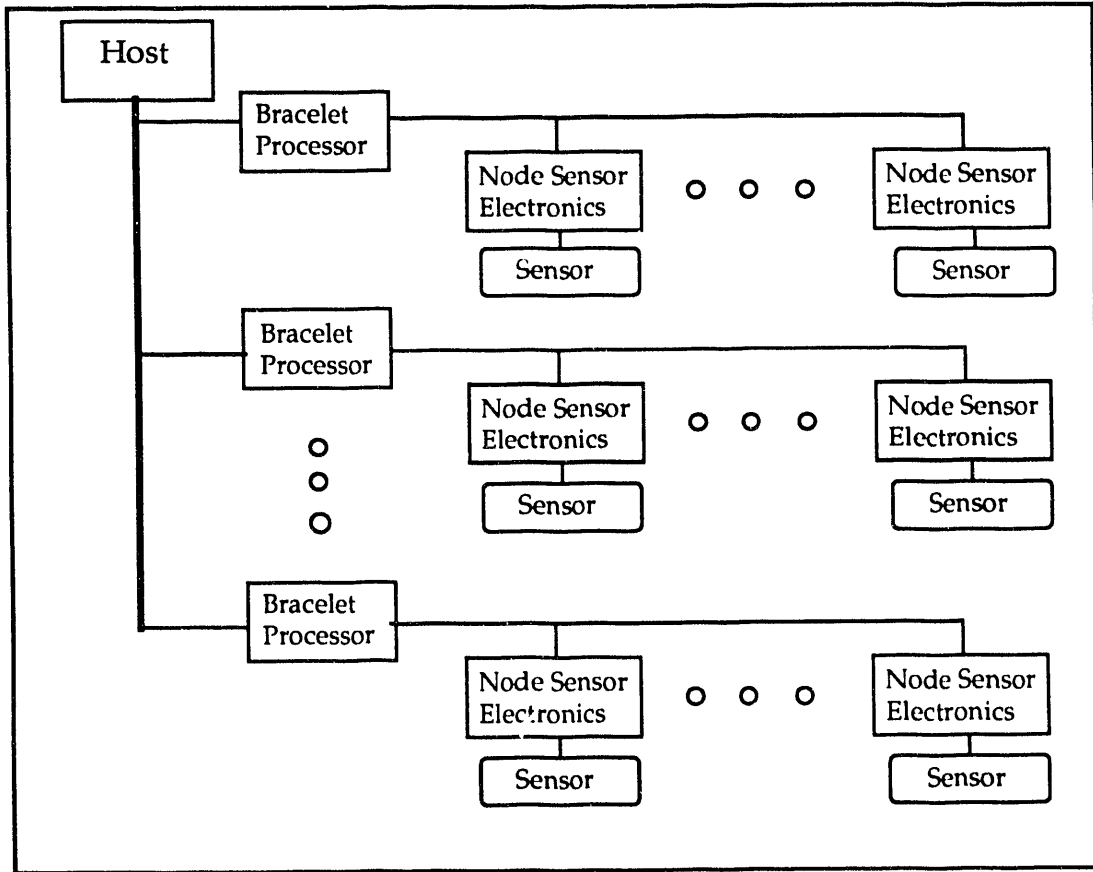 Host
Bracelet
Processor
Node Sensor
Electronics
Sensor
Node Sensor
Electronics
Sensor
Bracelet
Processor
Node Sensor
Electronics
Sensor
Node Sensor
Electronics
Sensor
Bracelet
Processor
Node Sensor
Electronics
Sensor
Node Sensor
Electronics
Sensor